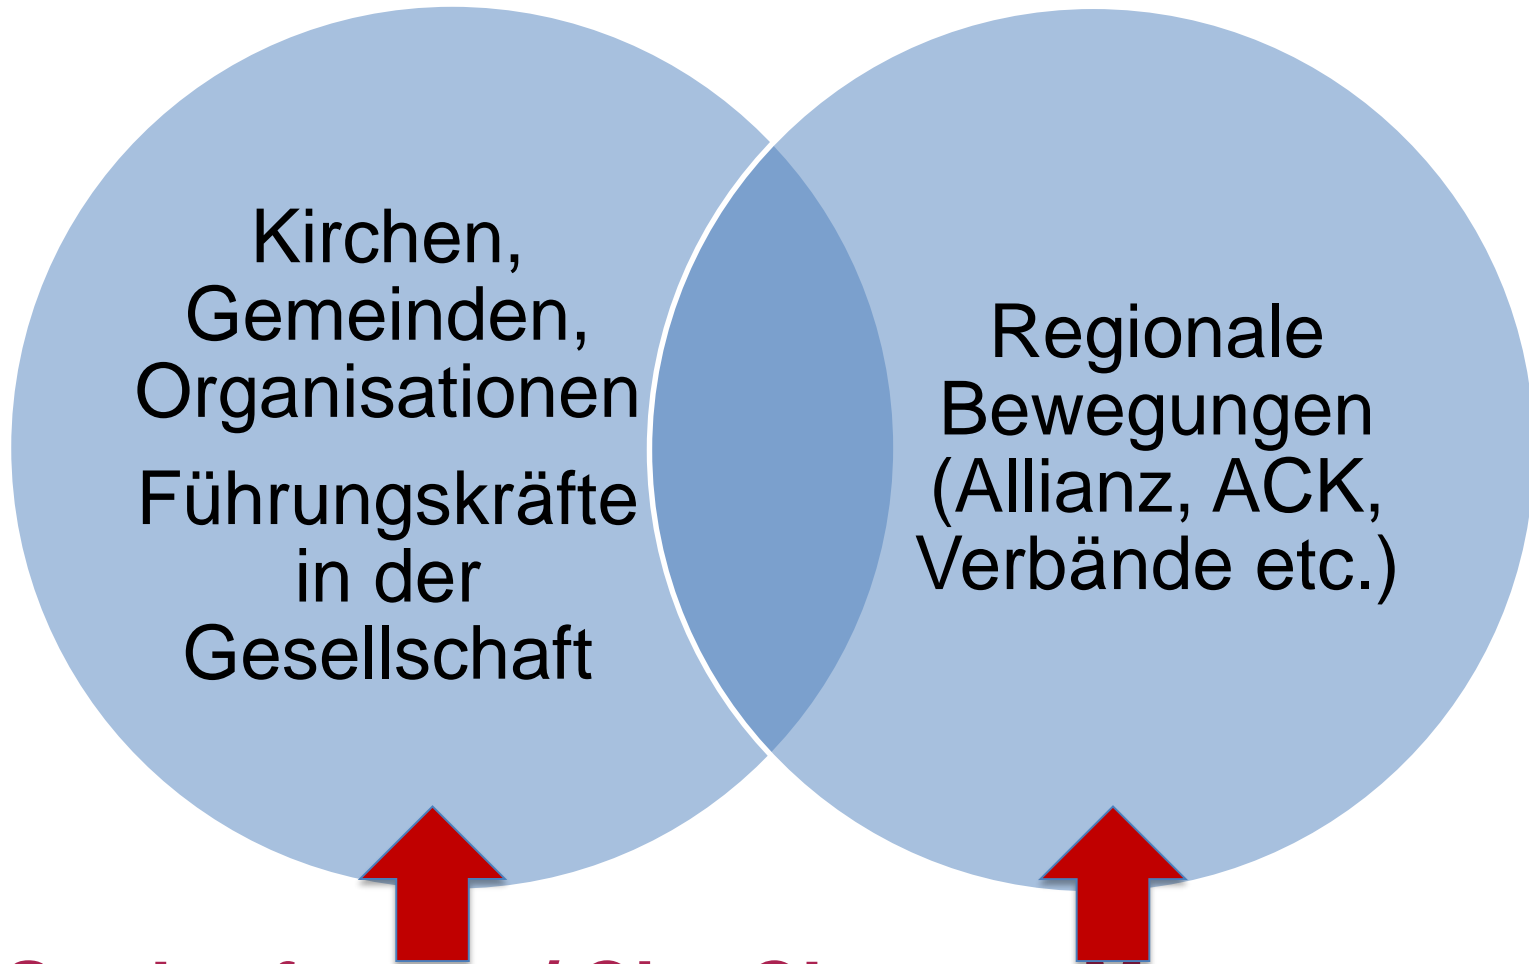 Kirchen,
Gemeinden,
Organisationen
Führungskräfte
in der
Gesellschaft
Regionale
Bewegungen
(Allianz, ACK,
Verbände etc.)